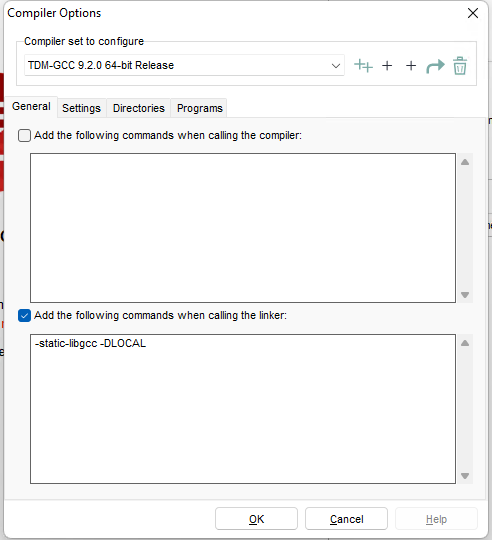 Compiler Options
Compiler set to configure
TDM-GCC 9.2.0 64-bit Release
General Settings Directories Programs
Add the following commands when calling the compiler:
Add the following commands when calling the linker:
-static-libgcc -DLOCAL
OK Cancel Help